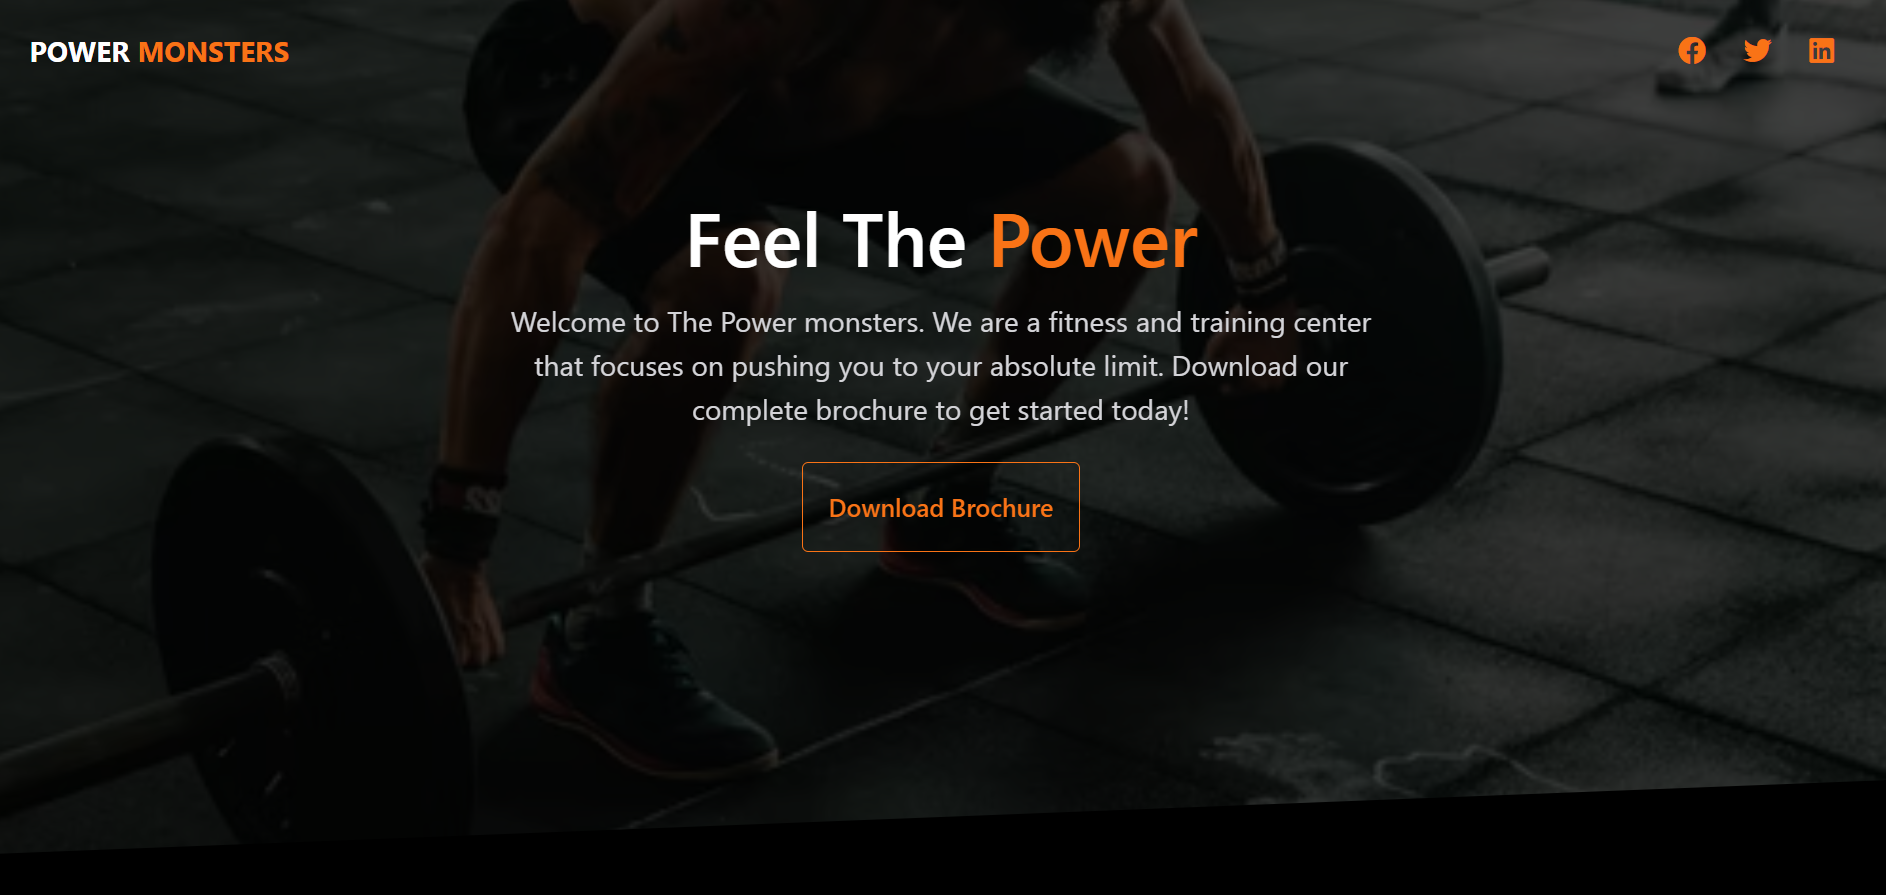 POWER MONSTERS
Feel The Power
Welcome to The Power monsters. We are a fitness and training center
that focuses on pushing you to your absolute limit. Download our
complete brochure to get started today!
Download Brochure